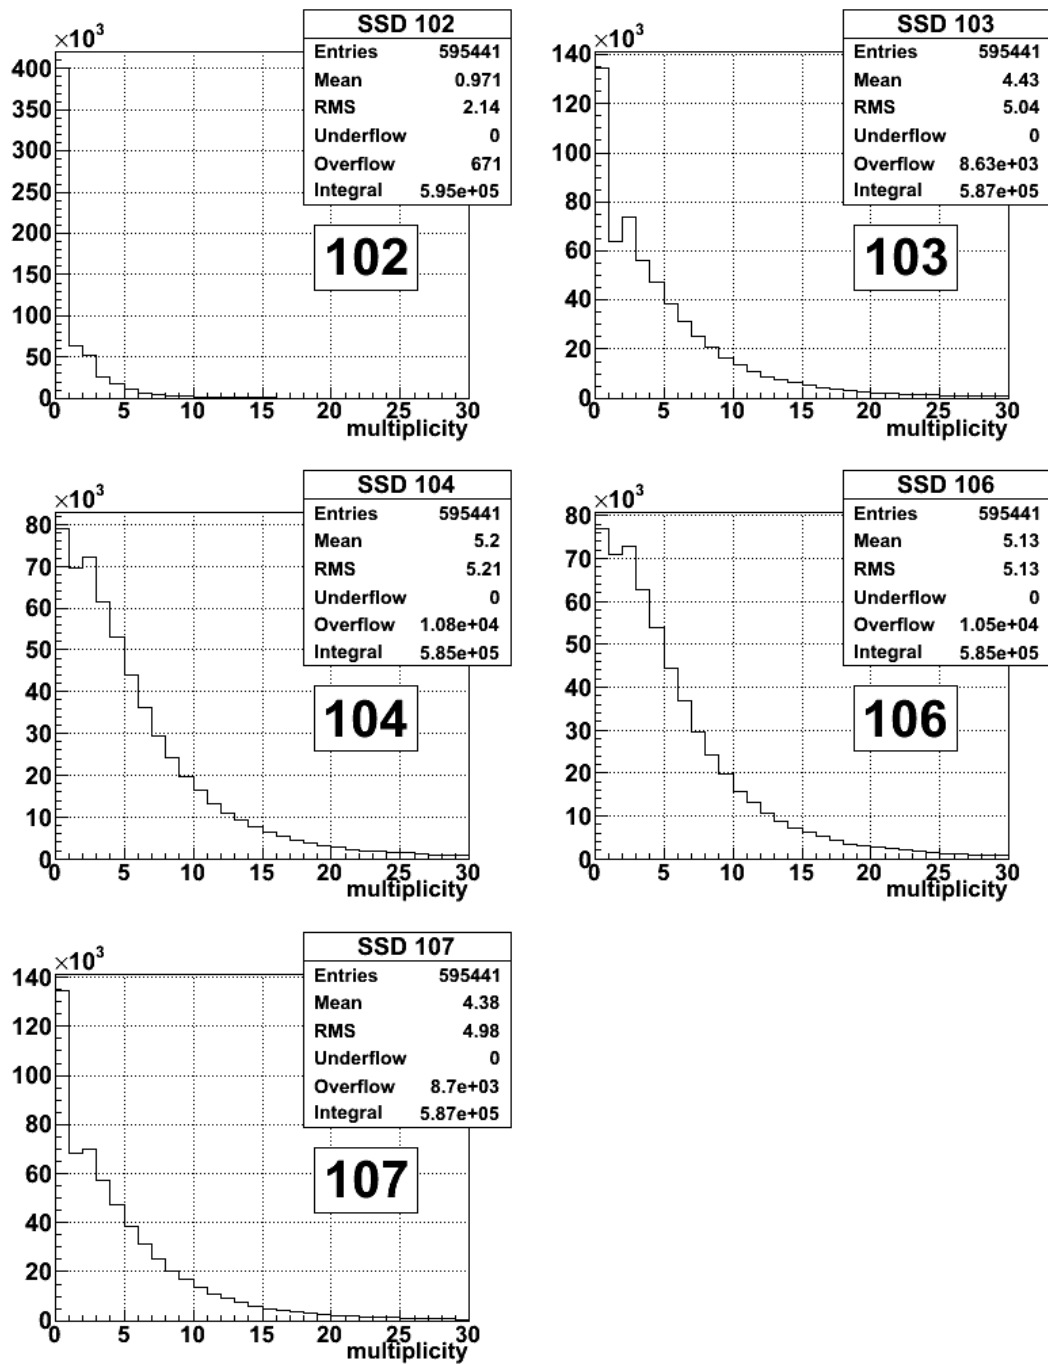 SSD 102
Entries 595441
Mean 0.971
RMS 2.14
Underflow 0
Overflow 671
Integral 5.95e+05
×10³
400
350
300
250
200
150
100
50
0
0 5 10 15 20 25 30
multiplicity
102
SSD 103
Entries 595441
Mean 4.43
RMS 5.04
Underflow 0
Overflow 8.63e+03
Integral 5.87e+05
×10³
140
120
100
80
60
40
20
0
0 5 10 15 20 25 30
multiplicity
103
SSD 104
Entries 595441
Mean 5.2
RMS 5.21
Underflow 0
Overflow 1.08e+04
Integral 5.85e+05
×10³
80
70
60
50
40
30
20
10
0
0 5 10 15 20 25 30
multiplicity
104
SSD 106
Entries 595441
Mean 5.13
RMS 5.13
Underflow 0
Overflow 1.05e+04
Integral 5.85e+05
×10³
80
70
60
50
40
30
20
10
0
0 5 10 15 20 25 30
multiplicity
106
SSD 107
Entries 595441
Mean 4.38
RMS 4.98
Underflow 0
Overflow 8.7e+03
Integral 5.87e+05
×10³
140
120
100
80
60
40
20
0
0 5 10 15 20 25 30
multiplicity
107